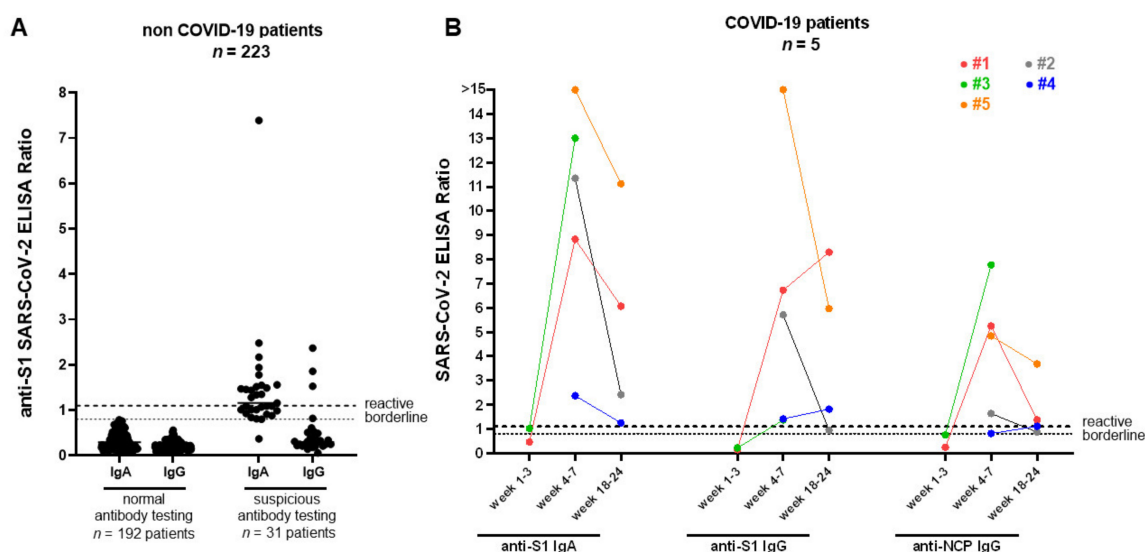 A
non COVID-19 patients
n = 223
anti-S1 SARS-CoV-2 ELISA Ratio
8
7
6
5
4
3
2
1
0
reactive
borderline
IgA
IgG
IgA
IgG
normal
antibody testing
n = 192 patients
suspicious
antibody testing
n = 31 patients
B
COVID-19 patients
n = 5
#1
#2
#3
#4
#5
SARS-CoV-2 ELISA Ratio
>15
14
13
12
11
10
9
8
7
6
5
4
3
2
1
0
reactive
borderline
week 1-3
week 4-7
week 18-24
week 1-3
week 4-7
week 18-24
week 1-3
week 4-7
week 18-24
anti-S1 IgA
anti-S1 IgG
anti-NCP IgG